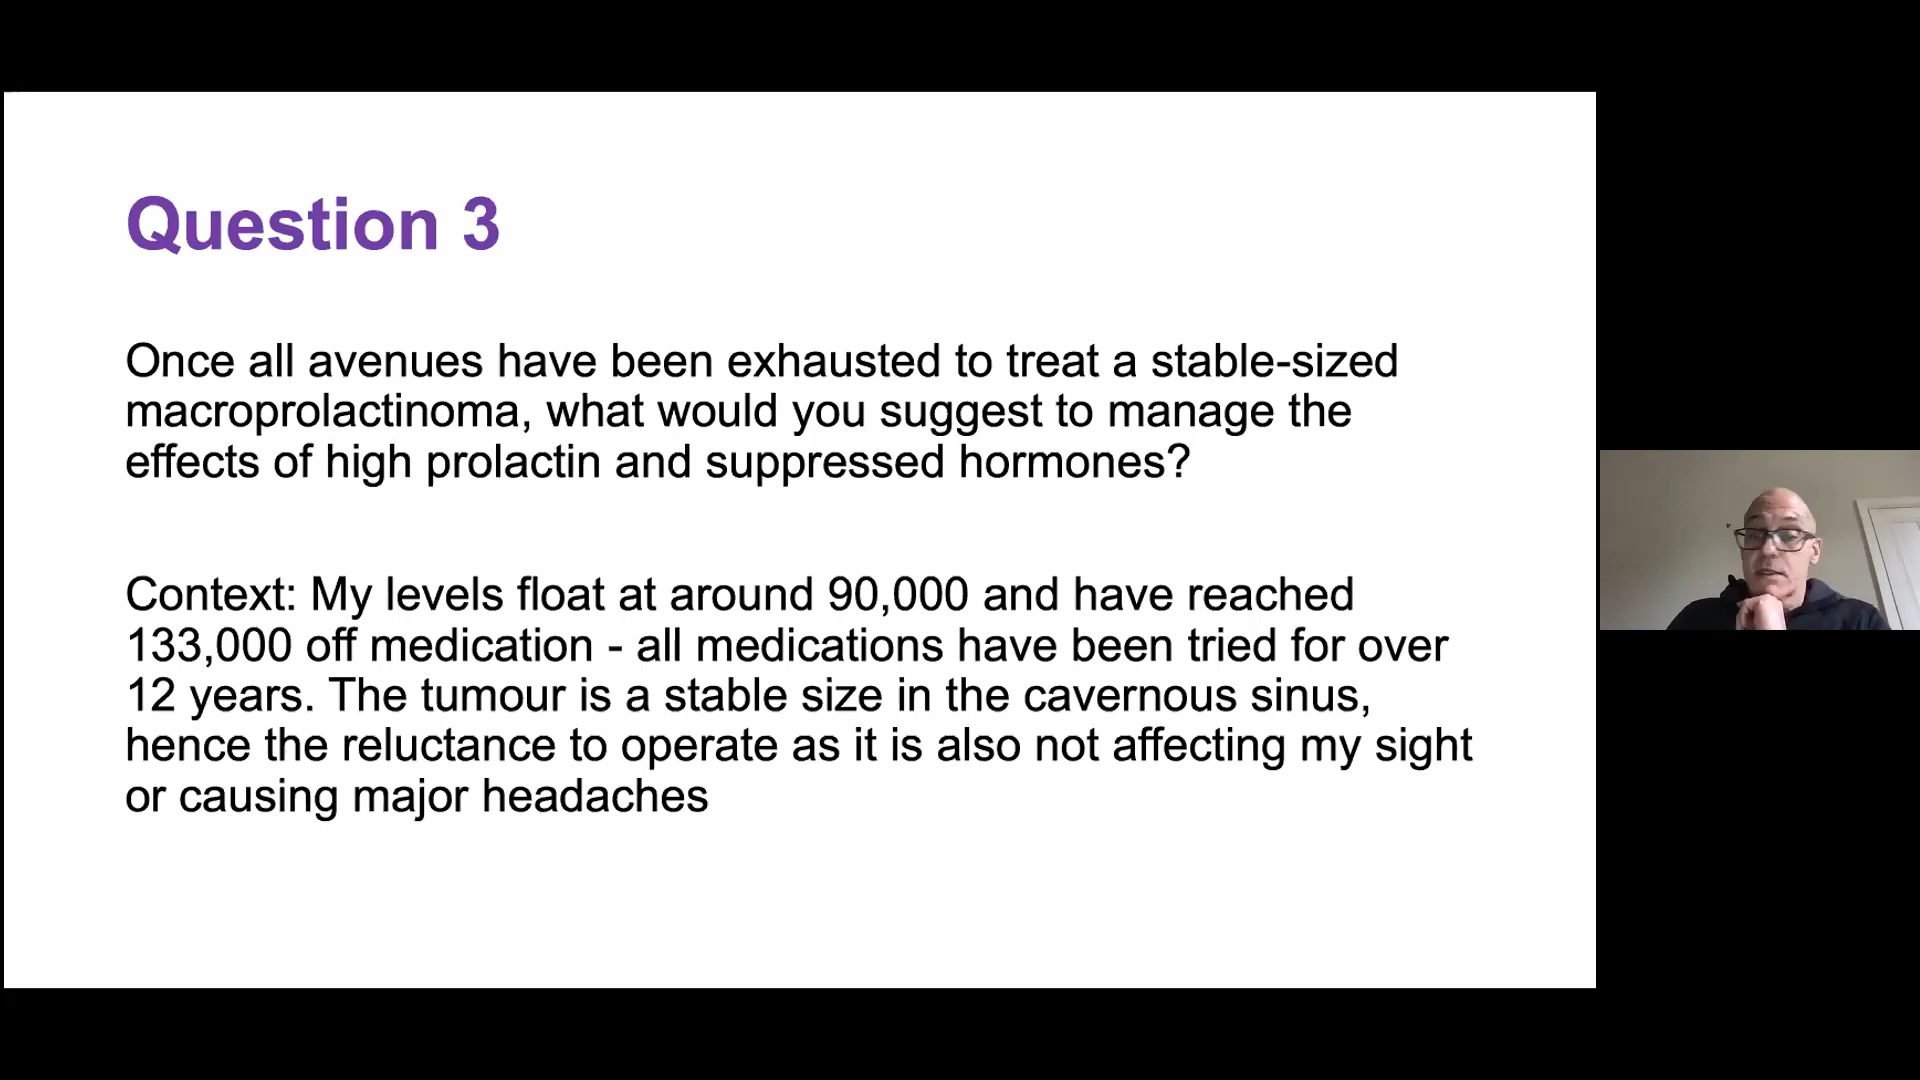 Question 3
Once all avenues have been exhausted to treat a stable-sized
macroprolactinoma, what would you suggest to manage the
effects of high prolactin and suppressed hormones?
Context: My levels float at around 90,000 and have reached
133,000 off medication - all medications have been tried for over
12 years. The tumour is a stable size in the cavernous sinus,
hence the reluctance to operate as it is also not affecting my sight
or causing major headaches